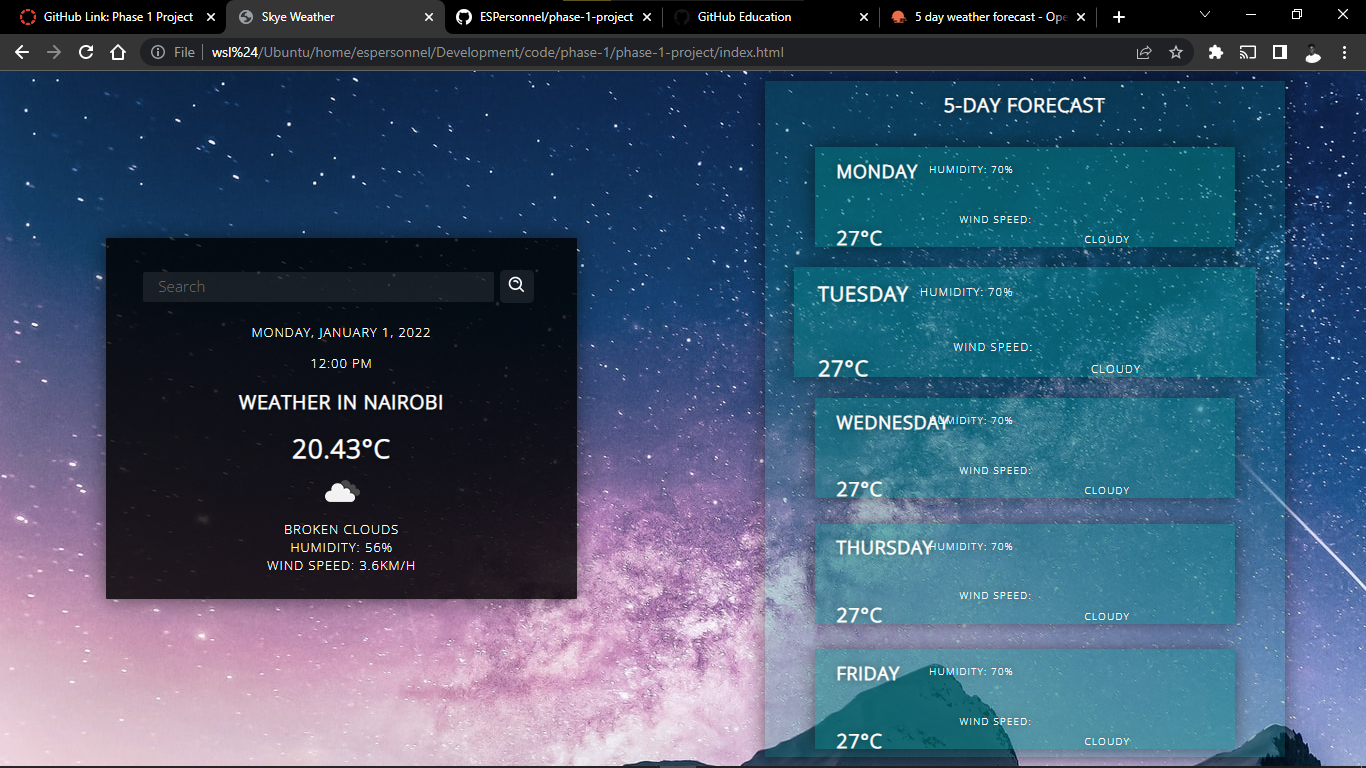 GitHub Link: Phase 1 Project
Skye Weather
ESPersonnel/phase-1-project
GitHub Education
5 day weather forecast - Ope
File
wsl%24/Ubuntu/home/espersonnel/Development/code/phase-1/phase-1-project/index.html
Search
MONDAY, JANUARY 1, 2022
12:00 PM
WEATHER IN NAIROBI
20.43°C
BROKEN CLOUDS
HUMIDITY: 56%
WIND SPEED: 3.6KM/H
5-DAY FORECAST
MONDAY HUMIDITY: 70%
WIND SPEED:
27°C
CLOUDY
TUESDAY HUMIDITY: 70%
WIND SPEED:
27°C
CLOUDY
WEDNESDAY HUMIDITY: 70%
WIND SPEED:
27°C
CLOUDY
THURSDAY HUMIDITY: 70%
WIND SPEED:
27°C
CLOUDY
FRIDAY HUMIDITY: 70%
WIND SPEED:
27°C
CLOUDY